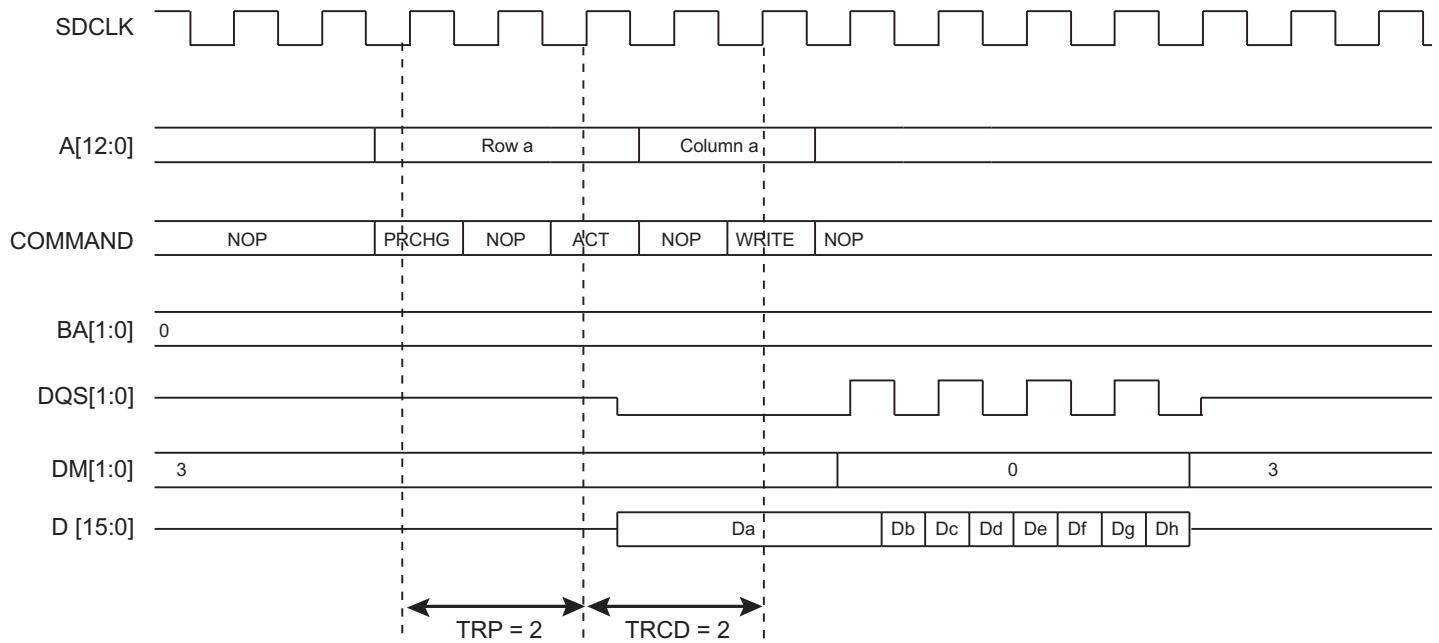 SDCLK
A[12:0] Row a Column a
COMMAND NOP PRCHG NOP ACT NOP WRITE NOP
BA[1:0] 0
DQS[1:0]
DM[1:0] 3 0 3
D [15:0] Da Db Dc Dd De Df Dg Dh
TRP = 2 TRCD = 2